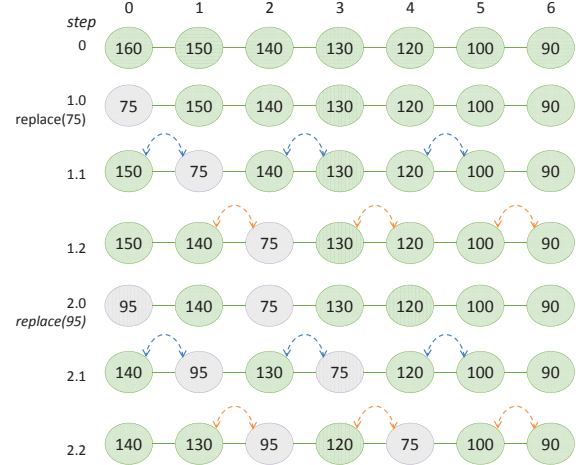 0 1 2 3 4 5 6
step
0 160 150 140 130 120 100 90
1.0 75 150 140 130 120 100 90
replace(75)
1.1 150 75 140 130 120 100 90
1.2 150 140 75 130 120 100 90
2.0 95 140 75 130 120 100 90
replace(95)
2.1 140 95 130 75 120 100 90
2.2 140 130 95 120 75 100 90